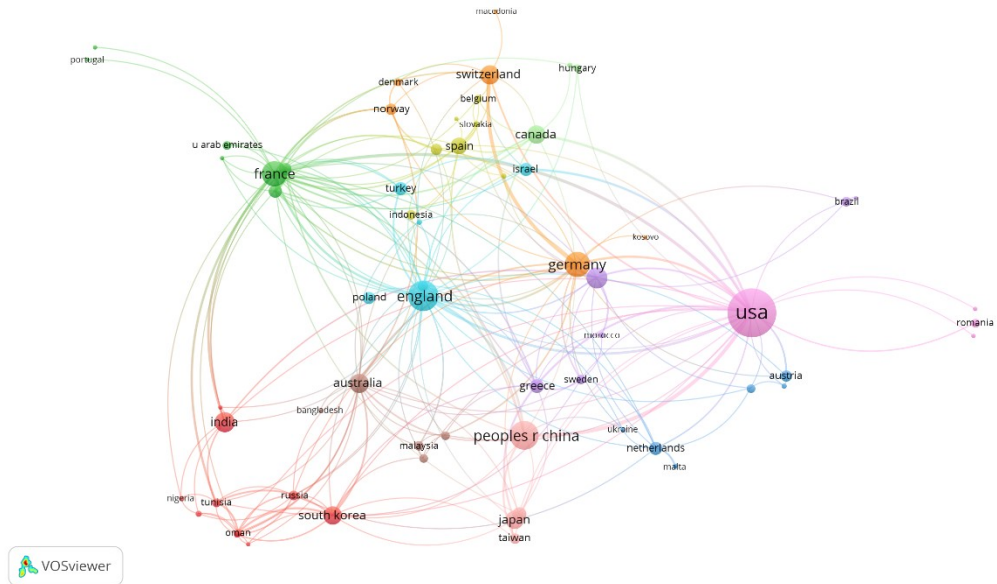 macedonia
portugal
hungary
switzerland
denmark
belgium
norway
slovakia
canada
u arab emirates
spain
france
israel
turkey
brazil
indonesia
kosovo
germany
poland
england
usa
romania
morocco
austria
sweden
australia
greece
bangladesh
india
ukraine
peoples r china
malaysia
netherlands
malta
nigeria
russia
tunisia
south korea
japan
oman
taiwan
VOSviewer